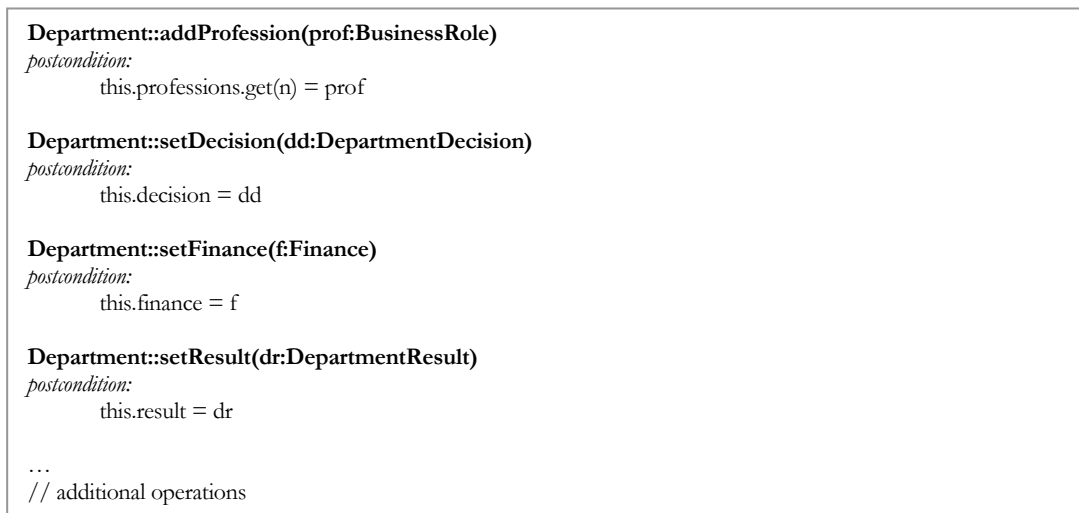 Department::addProfession(prof:BusinessRole)
postcondition:
this.professions.get(n) = prof
Department::setDecision(dd:DepartmentDecision)
postcondition:
this.decision = dd
Department::setFinance(f:Finance)
postcondition:
this.finance = f
Department::setResult(dr:DepartmentResult)
postcondition:
this.result = dr
…
// additional operations